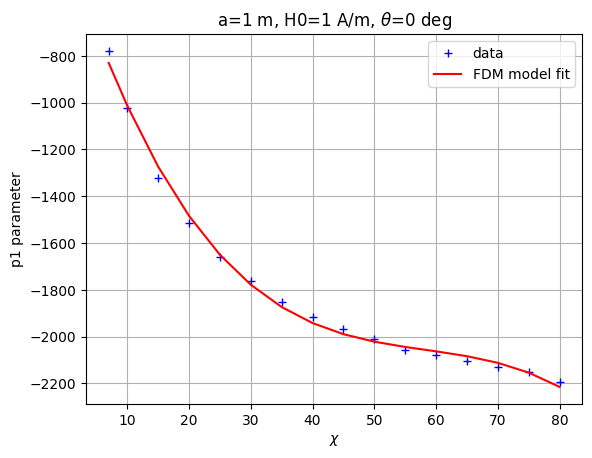 a=1 m, H0=1 A/m, θ=0 deg
data
FDM model fit
p1 parameter
−800
−1000
−1200
−1400
−1600
−1800
−2000
−2200
10 20 30 40 50 60 70 80
χ